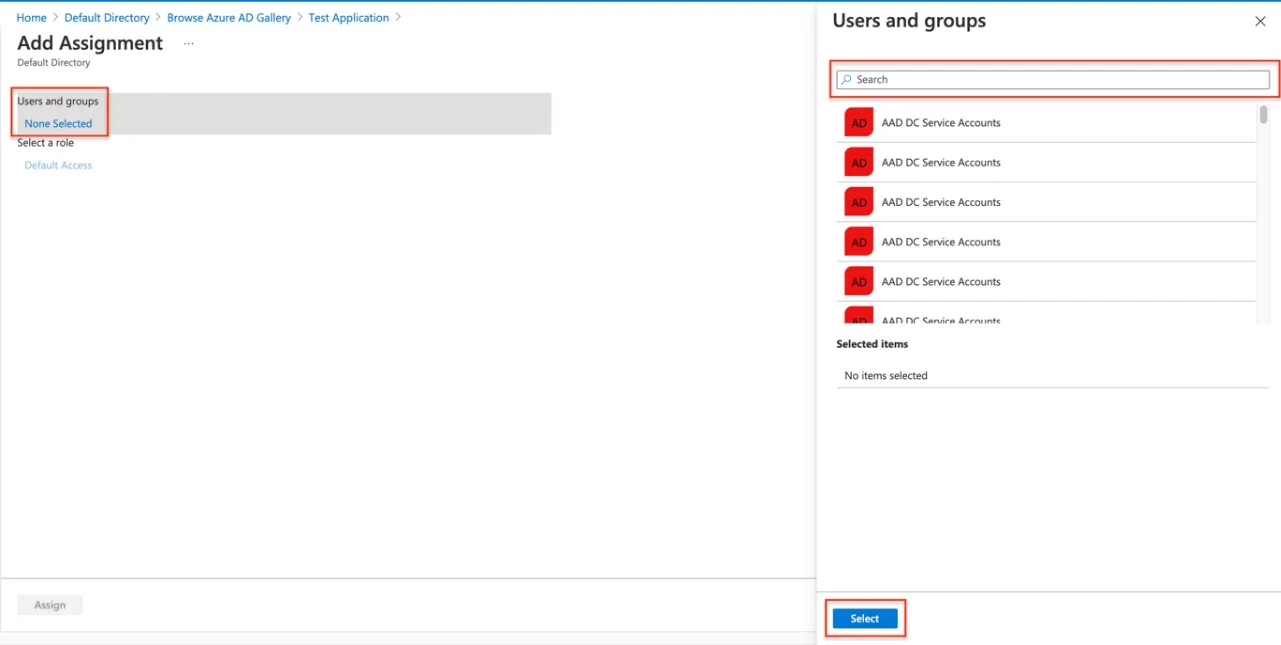 Home > Default Directory > Browse Azure AD Gallery > Test Application >
Add Assignment ...
Default Directory
Users and groups
None Selected
Select a role
Default Access
Assign
Users and groups
Search
AD AAD DC Service Accounts
AD AAD DC Service Accounts
AD AAD DC Service Accounts
AD AAD DC Service Accounts
AD AAD DC Service Accounts
AD AAD DC Service Accounts
Selected items
No items selected
Select